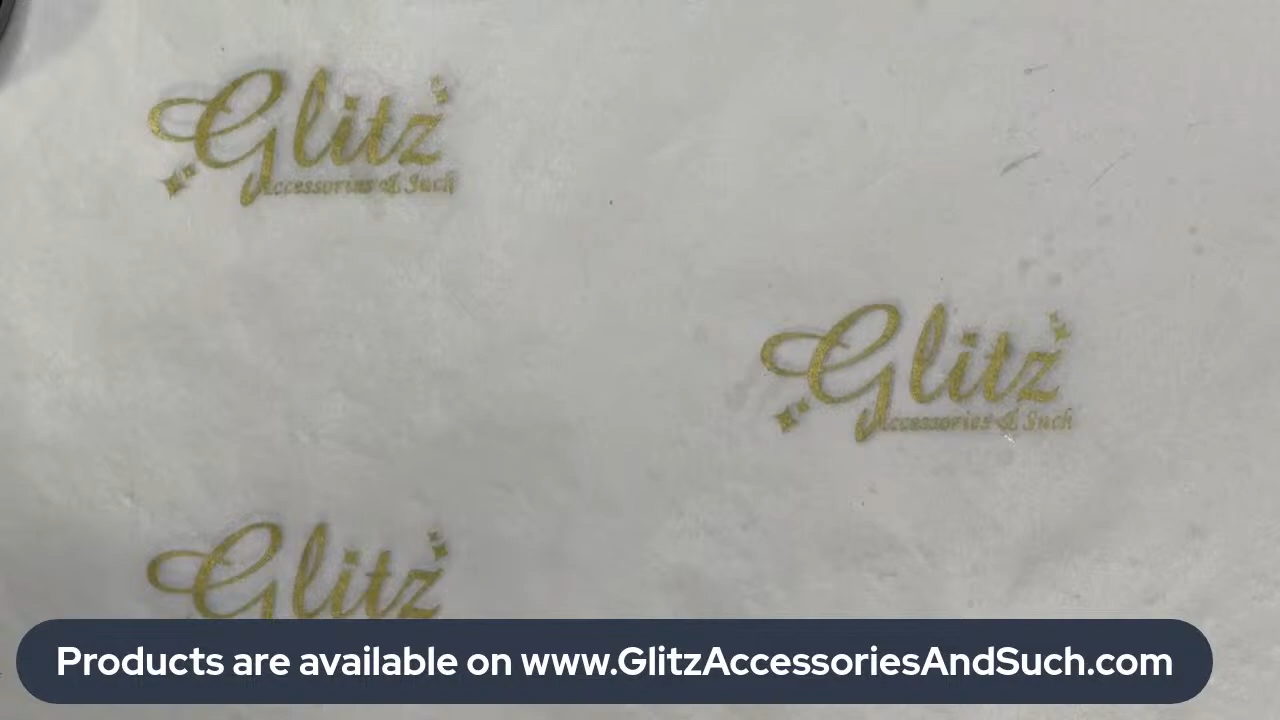 Glitz
Accessories & Such
Glitz
Accessories & Such
Glitz
Products are available on www.GlitzAccessoriesAndSuch.com